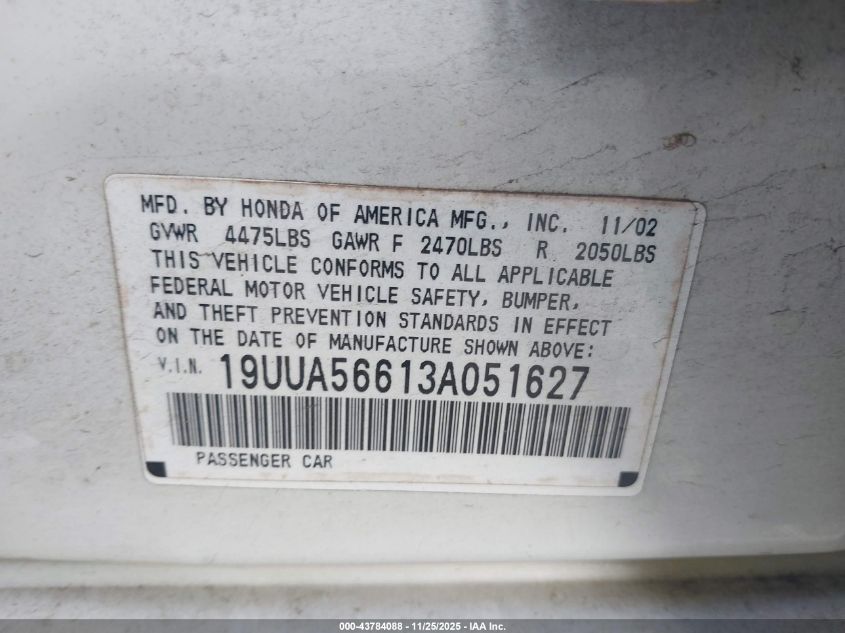 MFD. BY HONDA OF AMERICA MFG., INC. 11/02
GVWR 4475LBS GAWR F 2470LBS R 2050LBS
THIS VEHICLE CONFORMS TO ALL APPLICABLE
FEDERAL MOTOR VEHICLE SAFETY, BUMPER,
AND THEFT PREVENTION STANDARDS IN EFFECT
ON THE DATE OF MANUFACTURE SHOWN ABOVE:
V.I.N. 19UUA56613A051627
PASSENGER CAR
000-43784088 - 11/25/2025 - IAA Inc.